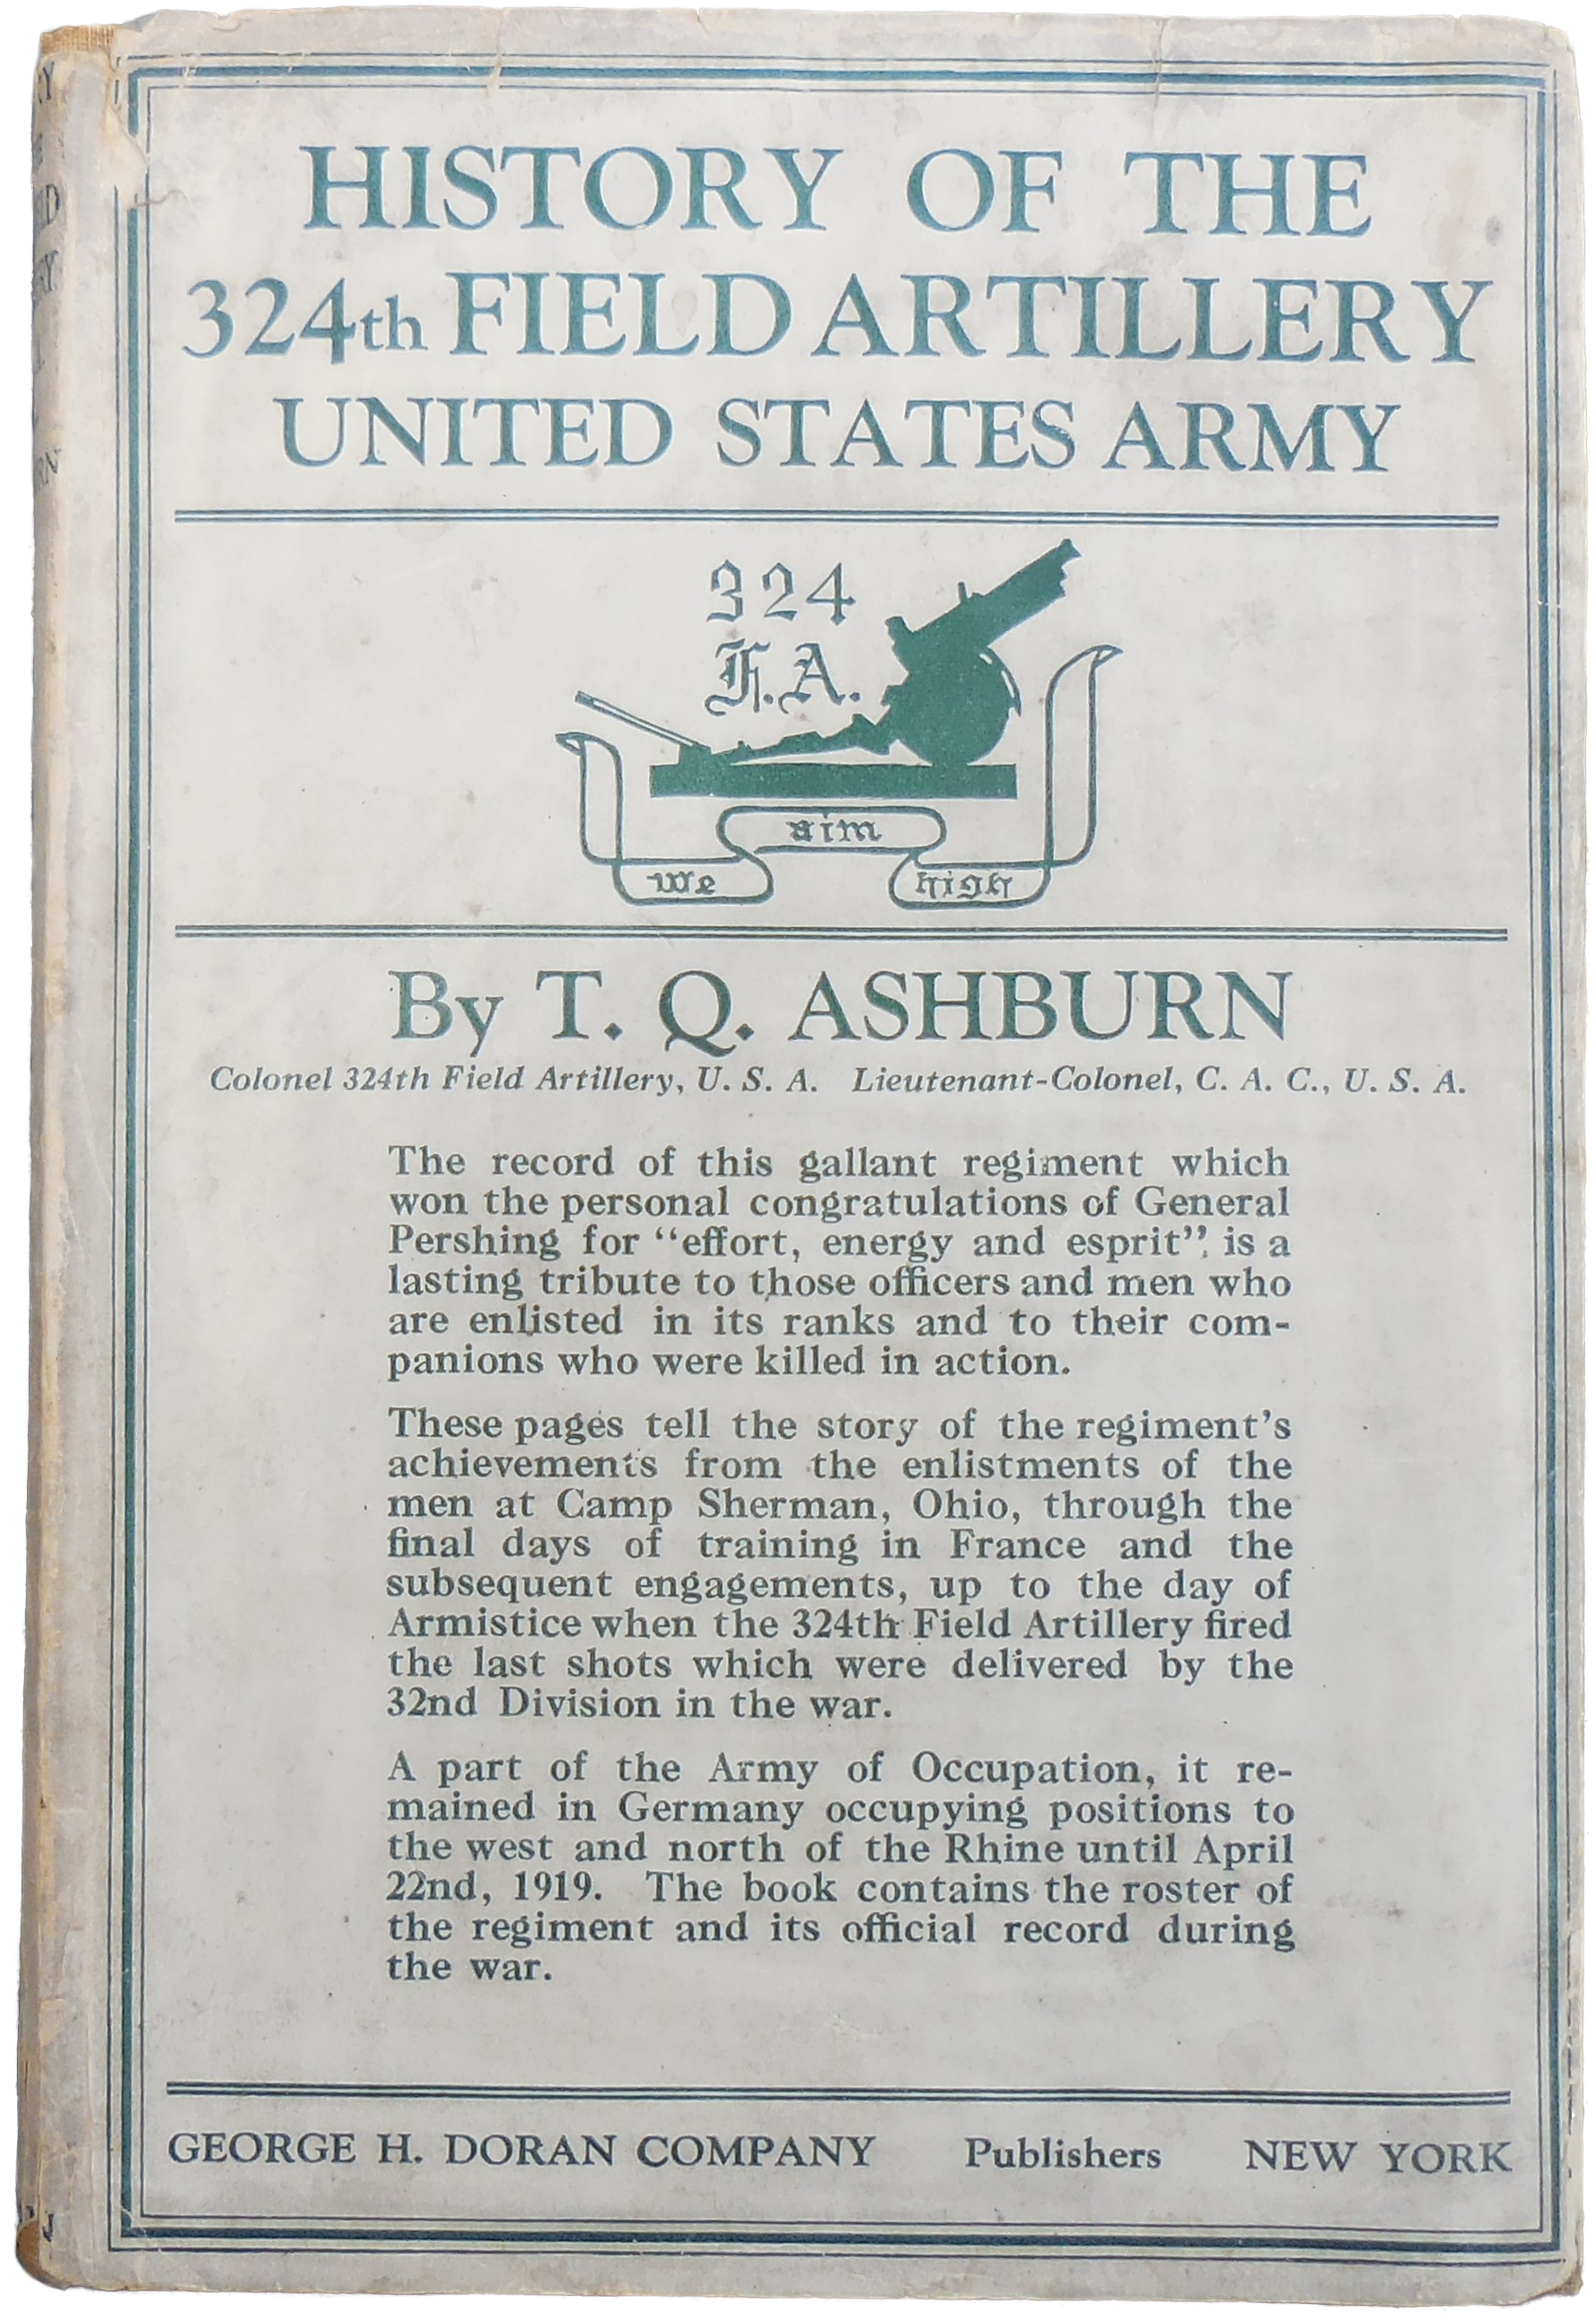 HISTORY OF THE
324th FIELD ARTILLERY
UNITED STATES ARMY
324
F.A.
aim
we high
By T. Q. ASHBURN
Colonel 324th Field Artillery, U. S. A. Lieutenant-Colonel, C. A. C., U. S. A.
The record of this gallant regiment which
won the personal congratulations of General
Pershing for “effort, energy and esprit”, is a
lasting tribute to those officers and men who
are enlisted in its ranks and to their com-
panions who were killed in action.
These pages tell the story of the regiment's
achievements from the enlistments of the
men at Camp Sherman, Ohio, through the
final days of training in France and the
subsequent engagements, up to the day of
Armistice when the 324th Field Artillery fired
the last shots which were delivered by the
32nd Division in the war.
A part of the Army of Occupation, it re-
mained in Germany occupying positions to
the west and north of the Rhine until April
22nd, 1919. The book contains the roster of
the regiment and its official record during
the war.
GEORGE H. DORAN COMPANY Publishers NEW YORK